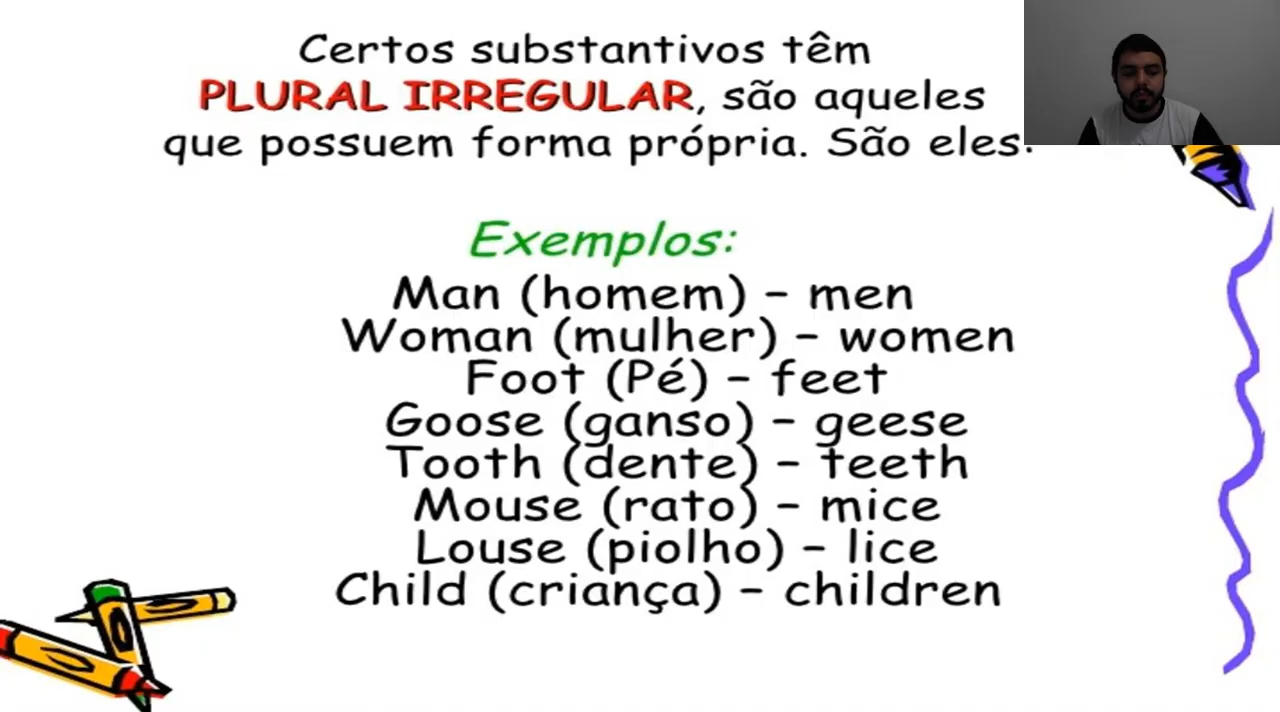 Certos substantivos têm
PLURAL IRREGULAR, são aqueles
que possuem forma própria. São eles:
Exemplos:
Man (homem) – men
Woman (mulher) – women
Foot (Pé) – feet
Goose (ganso) – geese
Tooth (dente) – teeth
Mouse (rato) – mice
Louse (piolho) – lice
Child (criança) – children